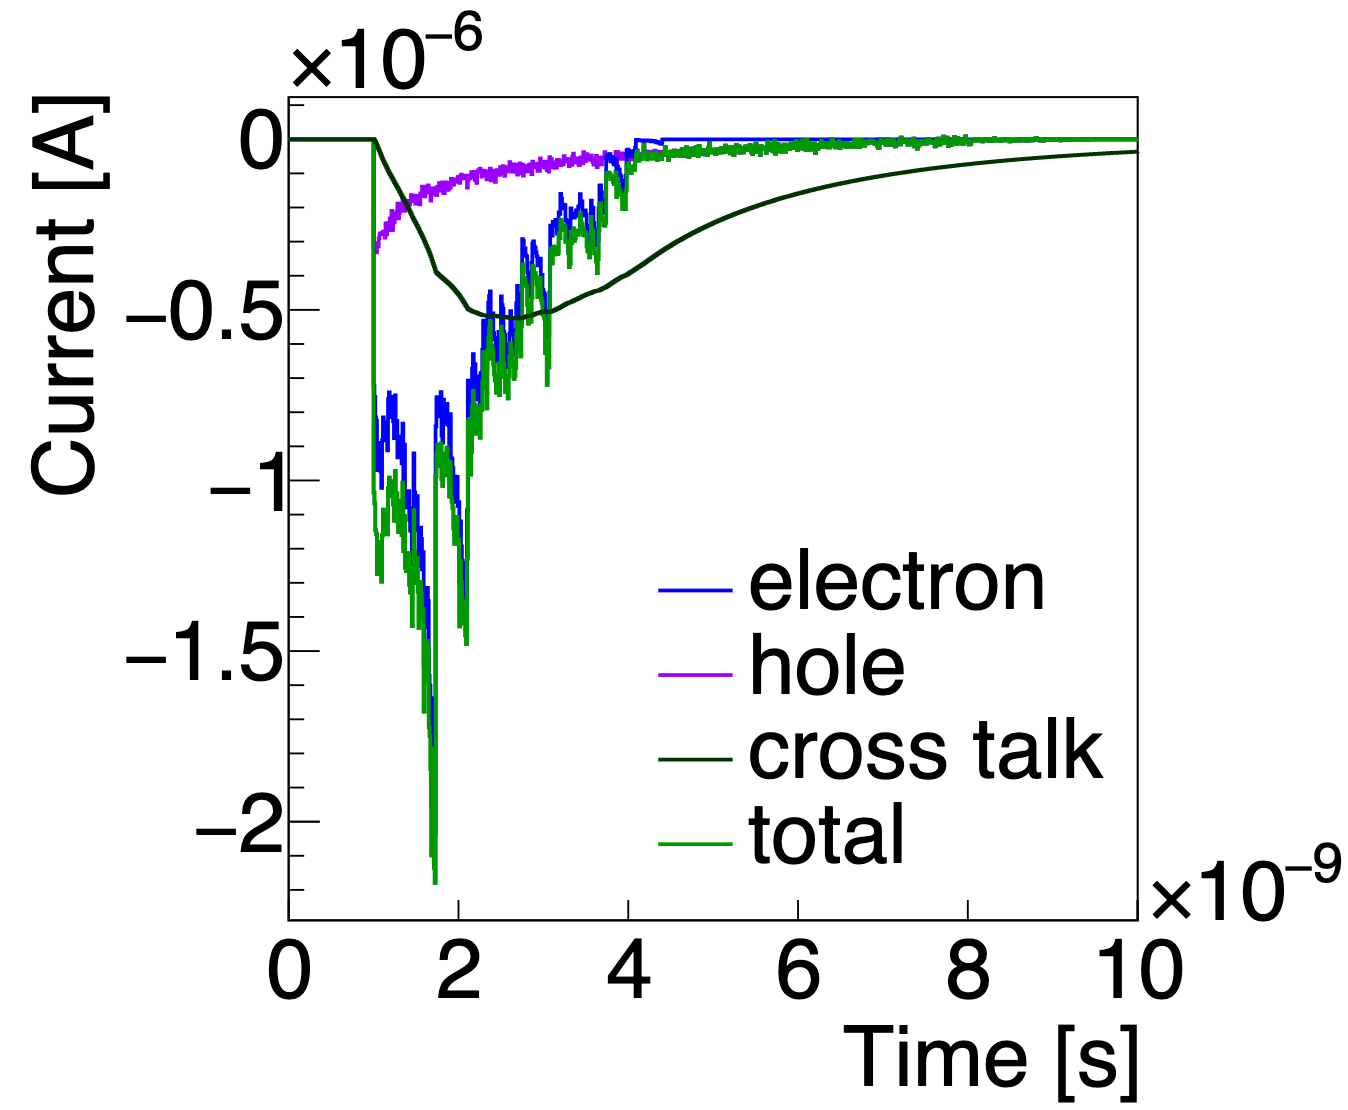 ×10⁻⁶
Current [A]
0
−0.5
−1
−1.5
−2
electron
hole
cross talk
total
×10⁻⁹
0 2 4 6 8 10
Time [s]